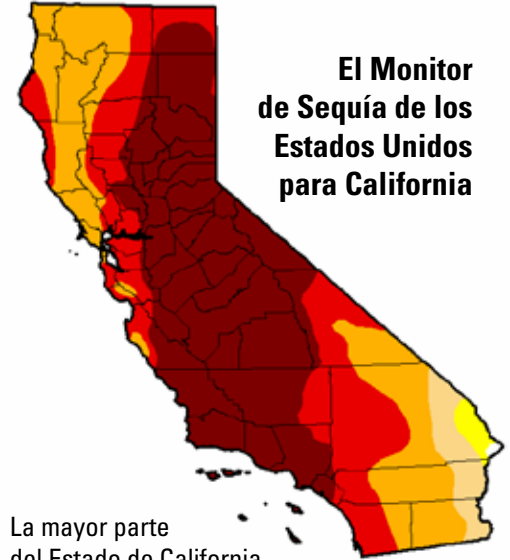 El Monitor
de Sequía de los
Estados Unidos
para California
La mayor parte
del Estado de California